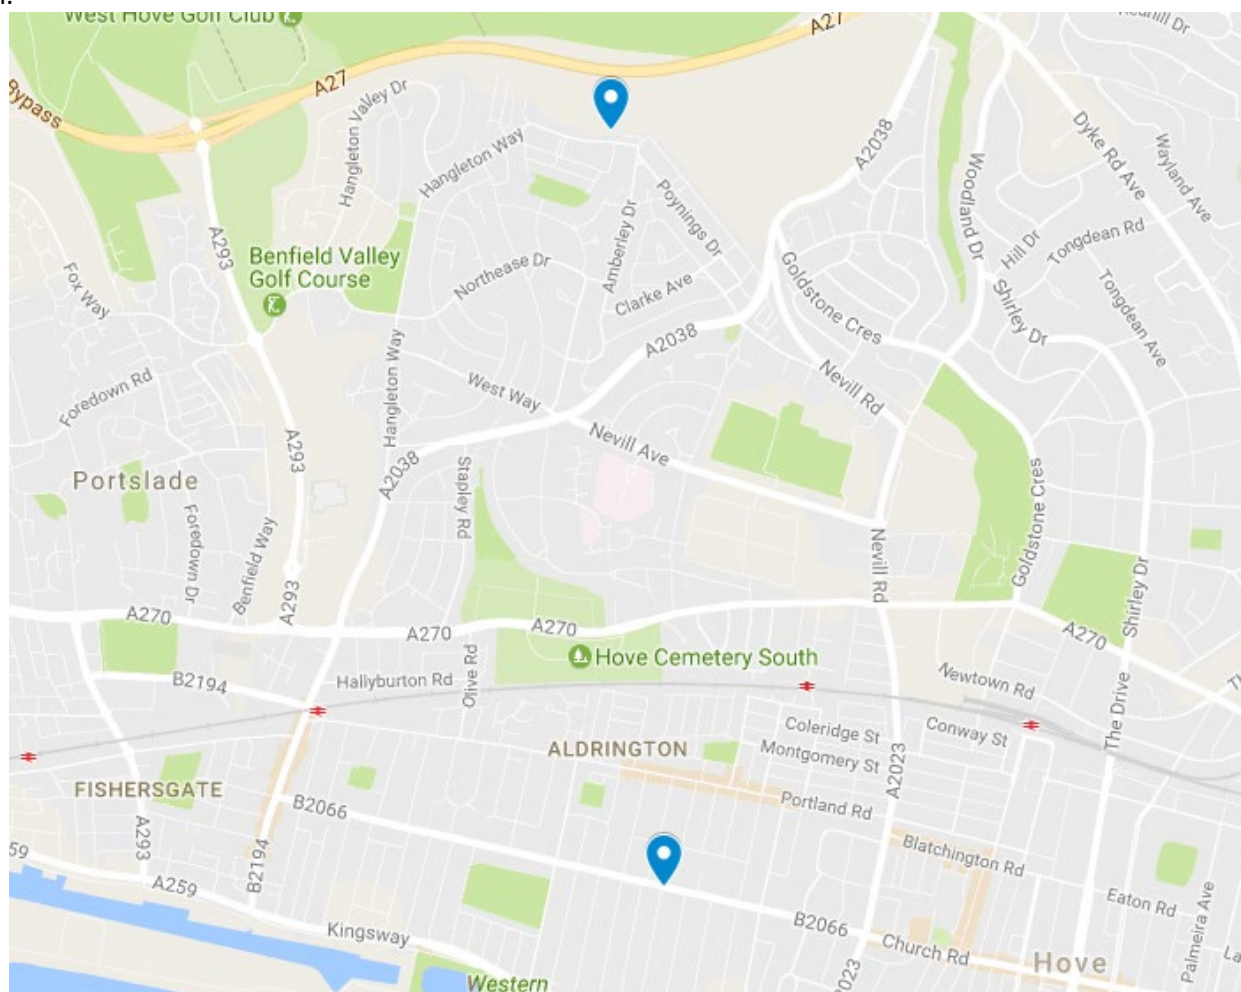 West Hove Golf Club
A27
A27
Bypass
Hangleton Valley Dr
Hangleton Way
A2038
Dyke Rd Ave
Wayland Ave
Woodland Dr
Poynings Dr
Amberley Dr
Hill Dr
Tongdean Rd
A293
Benfield Valley
Golf Course
Northease Dr
Clarke Ave
Goldstone Cres
Shirley Dr
Tongdean Ave
Fox Way
A2038
Hangleton Way
West Way
Nevill Rd
Foredown Rd
Nevill Ave
A293
A2038
Portslade
Stapley Rd
Goldstone Cres
Foredown Dr
Benfield Way
A293
Nevill Rd
Shirley Dr
A270
A270
A270
A270
Hove Cemetery South
Olive Rd
B2194
Hallyburton Rd
Newtown Rd
The Drive
Coleridge St
Conway St
ALDRINGTON
Montgomery St
A2023
FISHERSGATE
B2066
Portland Rd
A293
B2194
Blatchington Rd
59
A259
Eaton Rd
Palmeira Ave
B2066
Church Rd
Kingsway
Hove
2023
Western